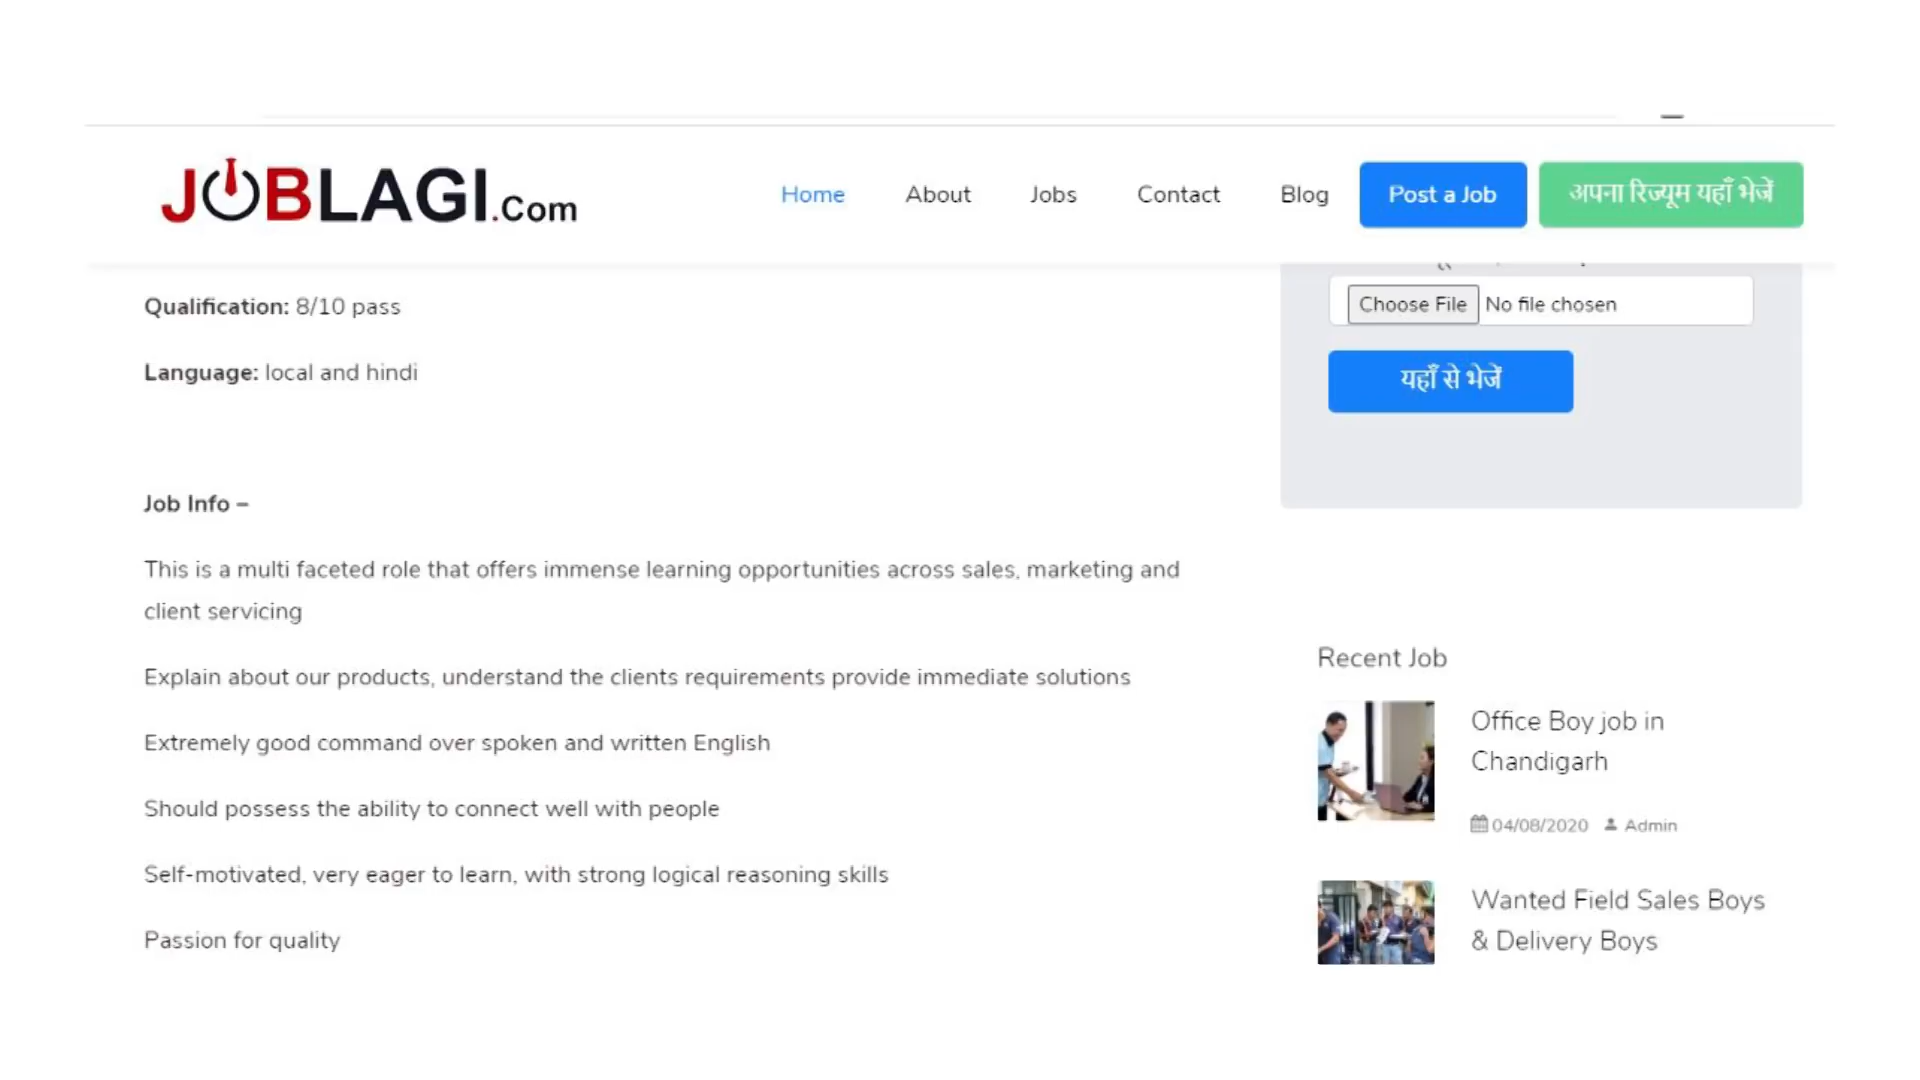 JOBLAGI.Com
Home
About
Jobs
Contact
Blog
Post a Job
अपना रिज्यूम यहाँ भेजें
Qualification: 8/10 pass
Language: local and hindi
Job Info –
This is a multi faceted role that offers immense learning opportunities across sales, marketing and
client servicing
Explain about our products, understand the clients requirements provide immediate solutions
Extremely good command over spoken and written English
Should possess the ability to connect well with people
Self-motivated, very eager to learn, with strong logical reasoning skills
Passion for quality
Choose File No file chosen
यहाँ से भेजें
Recent Job
Office Boy job in
Chandigarh
04/08/2020 Admin
Wanted Field Sales Boys
& Delivery Boys